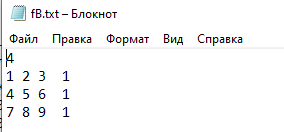 fB.txt – Блокнот
Файл Правка Формат Вид Справка
4
1 2 3 1
4 5 6 1
7 8 9 1